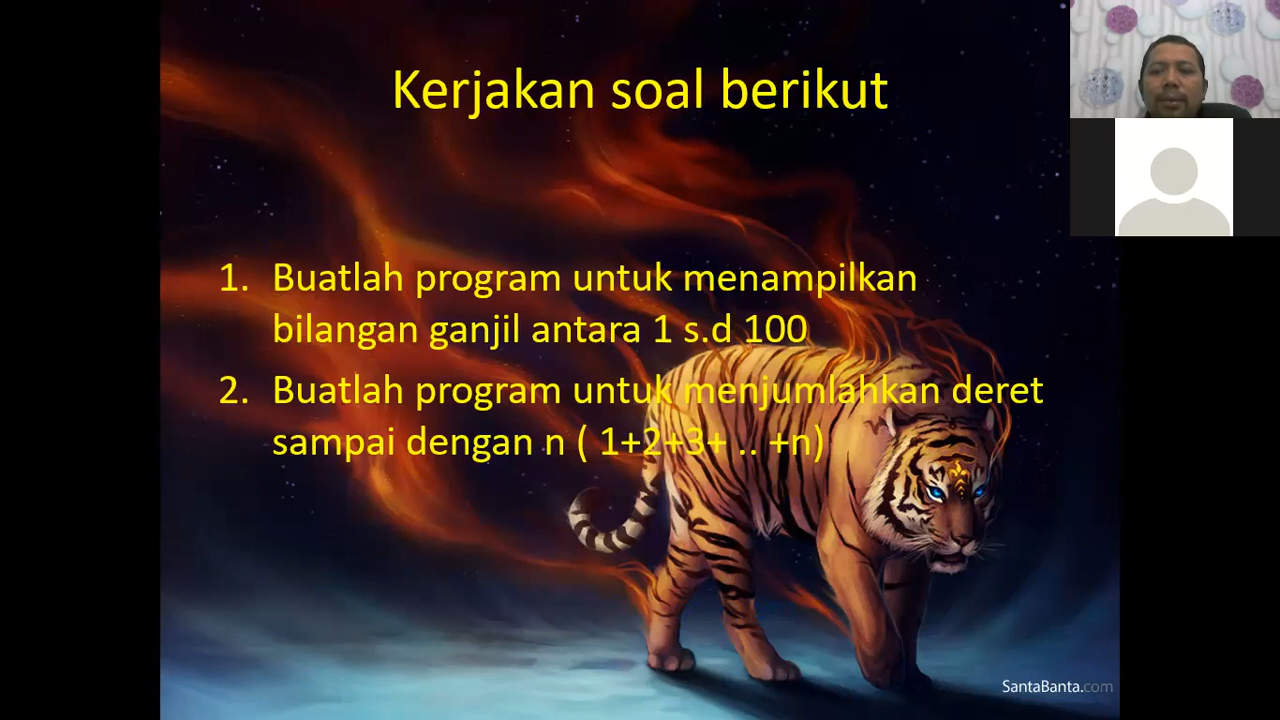 Kerjakan soal berikut
1. Buatlah program untuk menampilkan
bilangan ganjil antara 1 s.d 100
2. Buatlah program untuk menjumlahkan deret
sampai dengan n ( 1+2+3+ .. +n)
SantaBanta.com